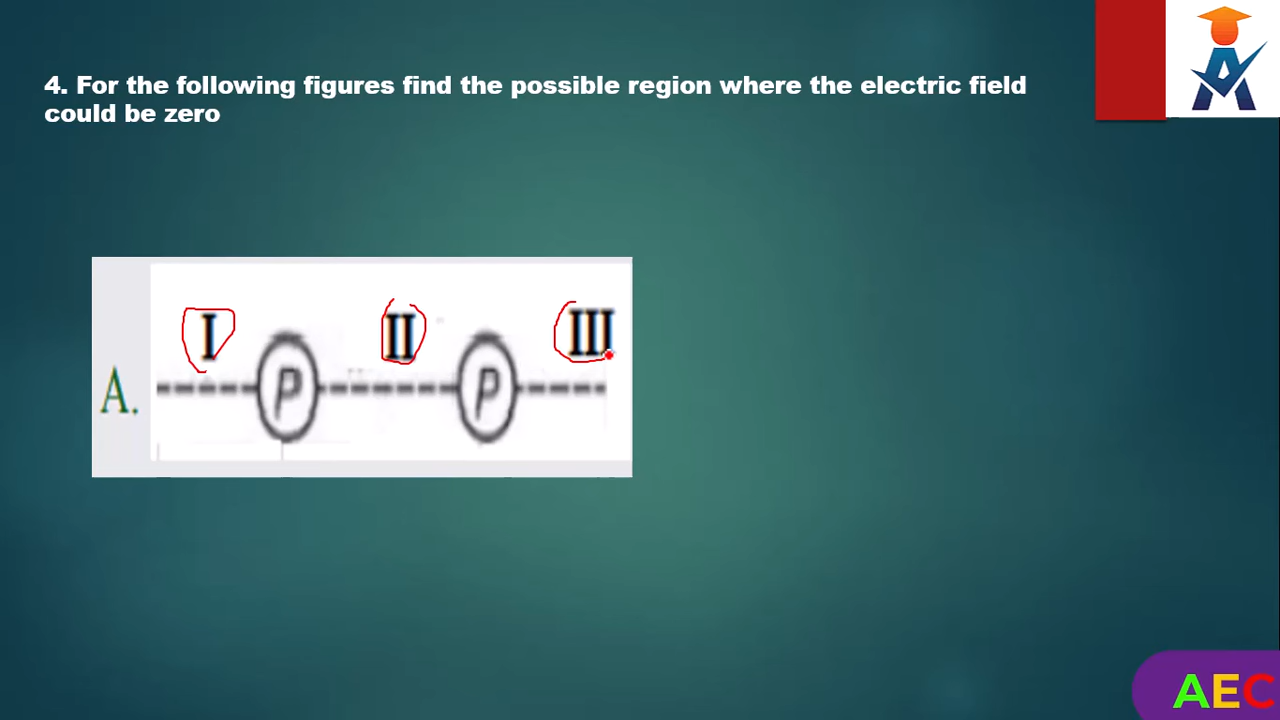 4. For the following figures find the possible region where the electric field
could be zero
I II III
A. P P
AEC